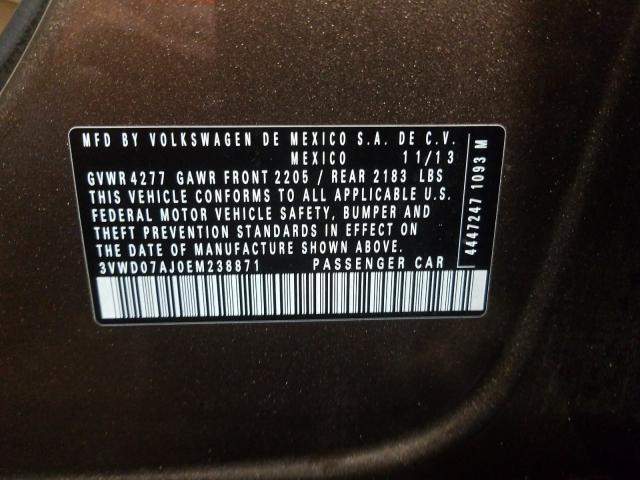 MFD BY VOLKSWAGEN DE MEXICO S.A. DE C.V.
MEXICO 11/13
GVWR 4277 GAWR FRONT 2205 / REAR 2183 LBS
THIS VEHICLE CONFORMS TO ALL APPLICABLE U.S.
FEDERAL MOTOR VEHICLE SAFETY, BUMPER AND
THEFT PREVENTION STANDARDS IN EFFECT ON
THE DATE OF MANUFACTURE SHOWN ABOVE.
3VWD07AJ0EM238871 PASSENGER CAR
4447247 1093 M